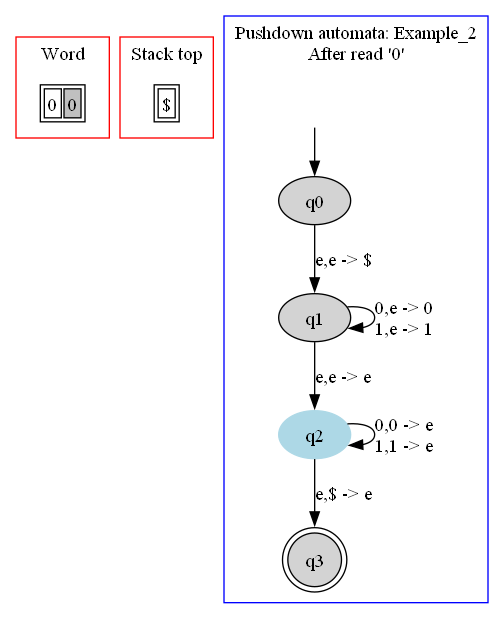 Word
0 0
Stack top
$
Pushdown automata: Example_2
After read '0'
q0
e,e -> $
q1
0,e -> 0
1,e -> 1
e,e -> e
q2
0,0 -> e
1,1 -> e
e,$ -> e
q3